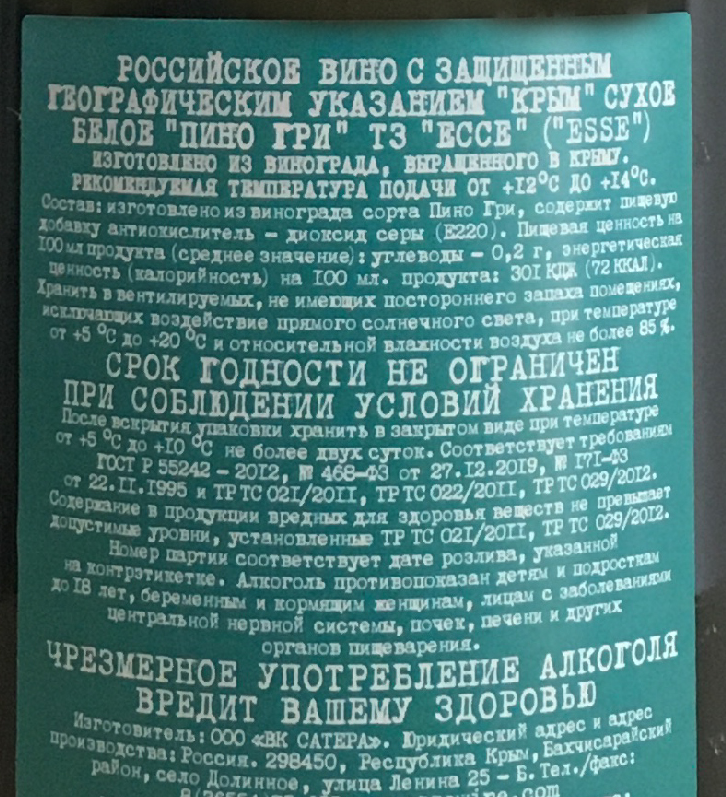 РОССИЙСКОЕ ВИНО С ЗАЩИЩЕННЫМ
ГЕОГРАФИЧЕСКИМ УКАЗАНИЕМ "КРЫМ" СУХОЕ
БЕЛОЕ "ПИНО ГРИ" ТЗ "ЕССЕ" ("ESSE")
ИЗГОТОВЛЕНО ИЗ ВИНОГРАДА, ВЫРАЩЕННОГО В КРЫМУ.
РЕКОМЕНДУЕМАЯ ТЕМПЕРАТУРА ПОДАЧИ ОТ +12°С ДО +14°С.
Состав: изготовлено из винограда сорта Пино Гри, содержит пищевую
добавку антиокислитель – диоксид серы (Е220). Пищевая ценность на
100 мл продукта (среднее значение): углеводы – 0,2 г, энергетическая
ценность (калорийность) на 100 мл. продукта: 301 КДЖ (72 ККАЛ).
Хранить в вентилируемых, не имеющих постороннего запаха помещениях,
исключающих воздействие прямого солнечного света, при температуре
от +5 °С до +20 °С и относительной влажности воздуха не более 85 %.
СРОК ГОДНОСТИ НЕ ОГРАНИЧЕН
ПРИ СОБЛЮДЕНИИ УСЛОВИЙ ХРАНЕНИЯ
После вскрытия упаковки хранить в закрытом виде при температуре
от +5 °С до +10 °С не более двух суток. Соответствует требованиям
ГОСТ Р 55242 – 2012, № 468-ФЗ от 27.12.2019, № 171-ФЗ
от 22.11.1995 и ТР ТС 021/2011, ТР ТС 022/2011, ТР ТС 029/2012.
Содержание в продукции вредных для здоровья веществ не превышает
допустимые уровни, установленные ТР ТС 021/2011, ТР ТС 029/2012.
Номер партии соответствует дате розлива, указанной
на контрэтикетке. Алкоголь противопоказан детям и подросткам
до 18 лет, беременным и кормящим женщинам, лицам с заболеваниями
центральной нервной системы, почек, печени и других
органов пищеварения.
ЧРЕЗМЕРНОЕ УПОТРЕБЛЕНИЕ АЛКОГОЛЯ
ВРЕДИТ ВАШЕМУ ЗДОРОВЬЮ
Изготовитель: ООО «ВК САТЕРА». Юридический адрес и адрес
производства: Россия. 298450, Республика Крым, Бахчисарайский
район, село Долинное, улица Ленина 25 – Б. Тел./факс: